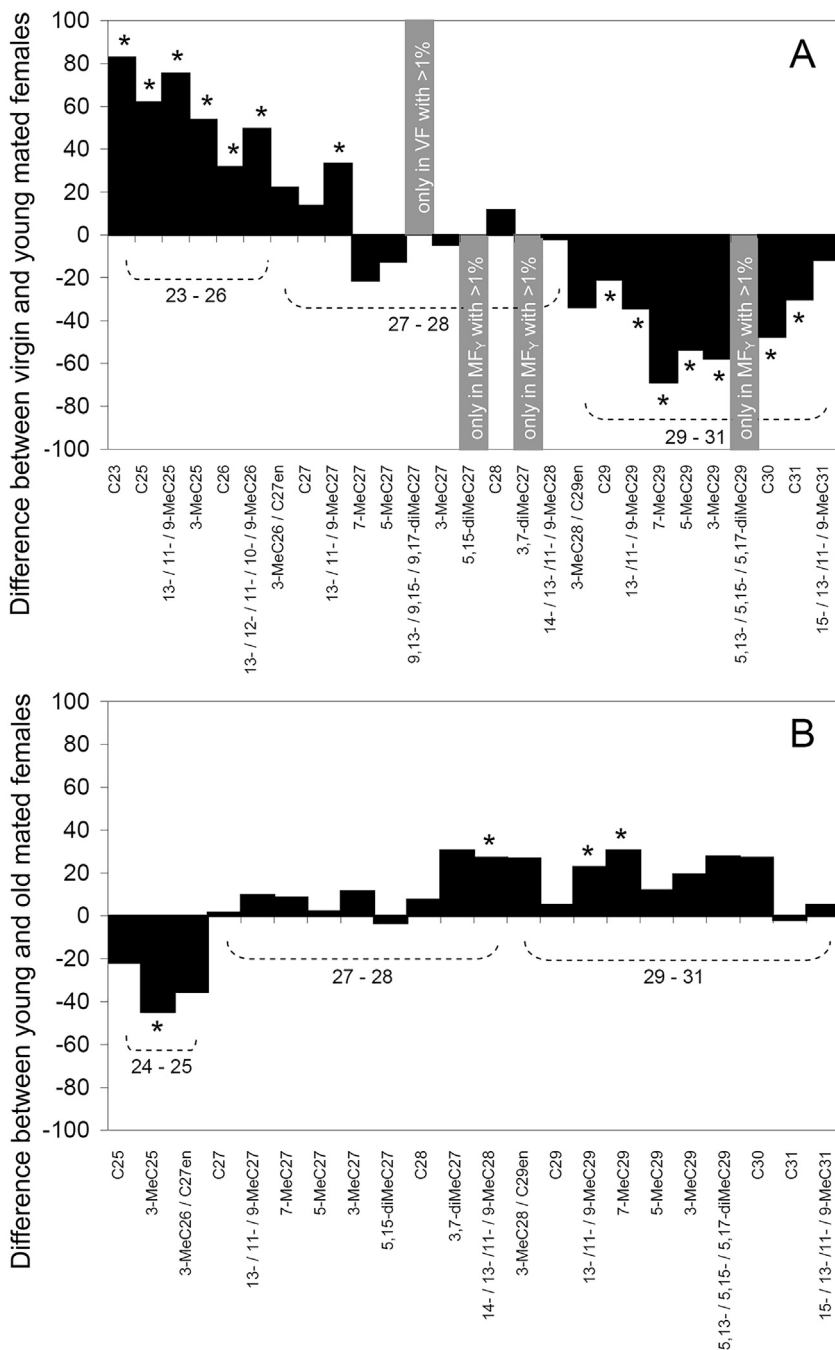 A
Difference between virgin and young mated females
100
80
60
40
20
0
-20
-40
-60
-80
-100
* * * * * * *
only in VF with >1%
only in MFY with >1%
only in MFY with >1%
only in MFY with >1%
* * * * * * *
23 - 26
27 - 28
29 - 31
C23
C25
13- / 11- / 9-MeC25
3-MeC25
C26
13- / 12- / 11- / 10- / 9-MeC26
3-MeC26 / C27en
C27
13- / 11- / 9-MeC27
7-MeC27
5-MeC27
9,13- / 9,15- / 9,17-diMeC27
3-MeC27
5,15-diMeC27
C28
3,7-diMeC27
14- / 13- /11- / 9-MeC28
3-MeC28 / C29en
C29
13- /11- / 9-MeC29
7-MeC29
5-MeC29
3-MeC29
5,13- / 5,15- / 5,17-diMeC29
C30
C31
15- / 13- /11- / 9-MeC31
B
Difference between young and old mated females
100
80
60
40
20
0
-20
-40
-60
-80
-100
* * * *
24 - 25
27 - 28
29 - 31
C25
3-MeC25
3-MeC26 / C27en
C27
13- / 11- / 9-MeC27
7-MeC27
5-MeC27
3-MeC27
5,15-diMeC27
C28
3,7-diMeC27
14- / 13- /11- / 9-MeC28
3-MeC28 / C29en
C29
13- /11- / 9-MeC29
7-MeC29
5-MeC29
3-MeC29
5,13- / 5,15- / 5,17-diMeC29
C30
C31
15- / 13- /11- / 9-MeC31